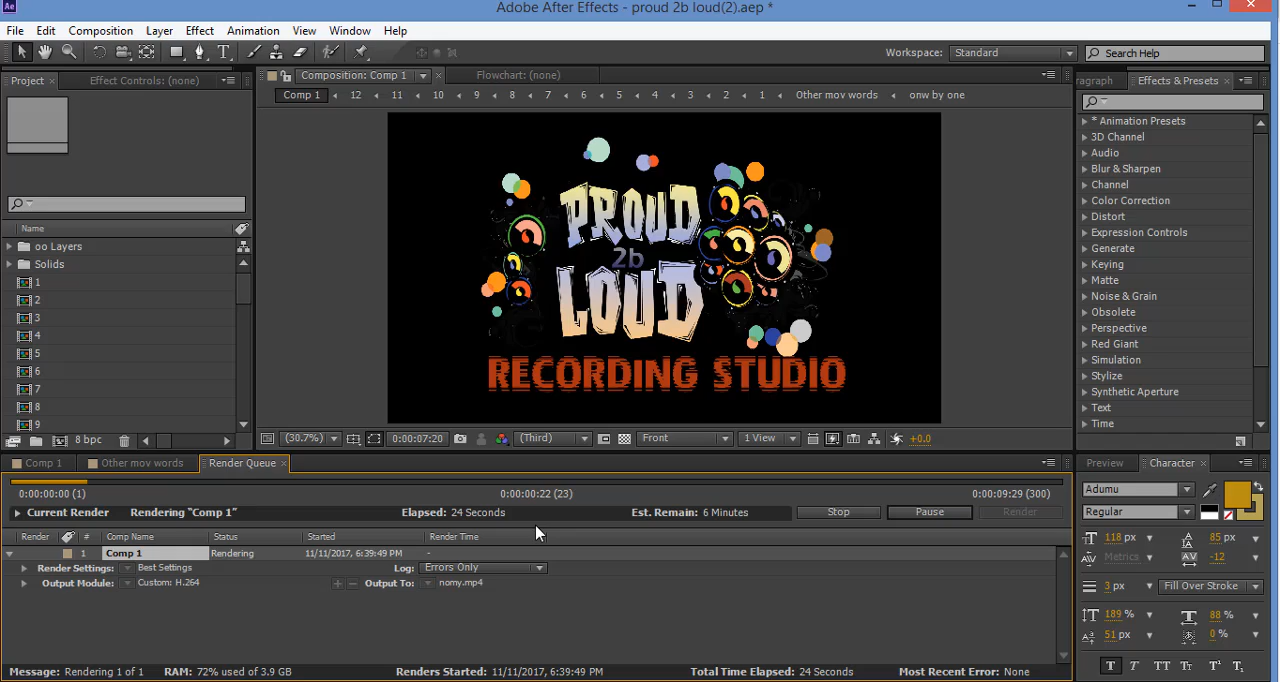 Ae
Adobe After Effects - proud 2b loud(2).aep *
File Edit Composition Layer Effect Animation View Window Help
Workspace: Standard
Search Help
Project Effect Controls: (none)
Composition: Comp 1 Flowchart: (none)
aragraph Effects & Presets
Comp 1 12 11 10 9 8 7 6 5 4 3 2 1 Other mov words onw by one
* Animation Presets
3D Channel
Audio
Blur & Sharpen
Channel
Color Correction
Distort
Expression Controls
Generate
Keying
Matte
Noise & Grain
Obsolete
Perspective
Red Giant
Simulation
Stylize
Synthetic Aperture
Text
Time
PROUD
2b
LOUD
RECORDING STUDIO
Name
oo Layers
Solids
1
2
3
4
5
6
7
8
9
8 bpc
(30.7%) 0:00:07:20 (Third) Front 1 View +0.0
Comp 1 Other mov words Render Queue
0:00:00:00 (1) 0:00:00:22 (23) 0:00:09:29 (300)
Current Render Rendering "Comp 1" Elapsed: 24 Seconds Est. Remain: 6 Minutes Stop Pause Render
Render # Comp Name Status Started Render Time
1 Comp 1 Rendering 11/11/2017, 6:39:49 PM -
Render Settings: Best Settings Log: Errors Only
Output Module: Custom: H.264 + − Output To: nomy.mp4
Message: Rendering 1 of 1 RAM: 72% used of 3.9 GB Renders Started: 11/11/2017, 6:39:49 PM Total Time Elapsed: 24 Seconds Most Recent Error: None
Preview Character
Adumu
Regular
118 px 85 px
Metrics -12
3 px Fill Over Stroke
189 % 88 %
51 px 0 %
T T TT Tt T¹ T₁